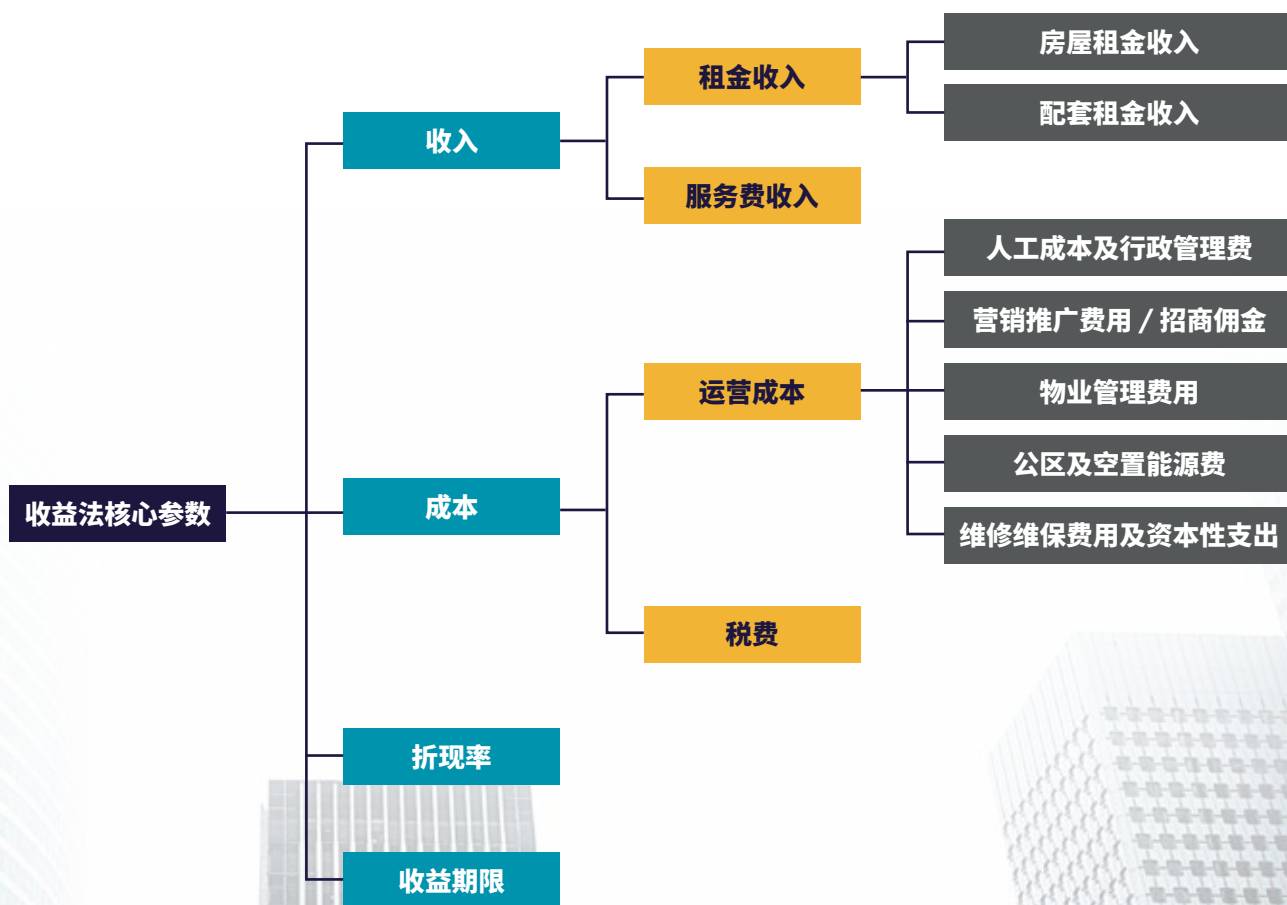 收益法核心参数
收入
租金收入
房屋租金收入
配套租金收入
服务费收入
成本
运营成本
人工成本及行政管理费
营销推广费用 / 招商佣金
物业管理费用
公区及空置能源费
维修维保费用及资本性支出
税费
折现率
收益期限